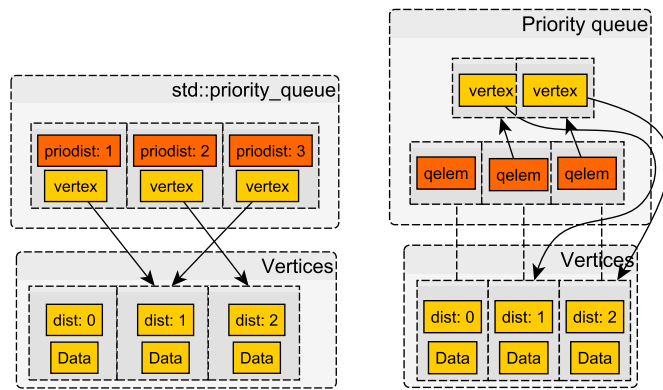 std::priority_queue
priodist: 1 priodist: 2 priodist: 3
vertex vertex vertex
Vertices
dist: 0 dist: 1 dist: 2
Data Data Data
Priority queue
vertex vertex
qelem qelem qelem
Vertices
dist: 0 dist: 1 dist: 2
Data Data Data